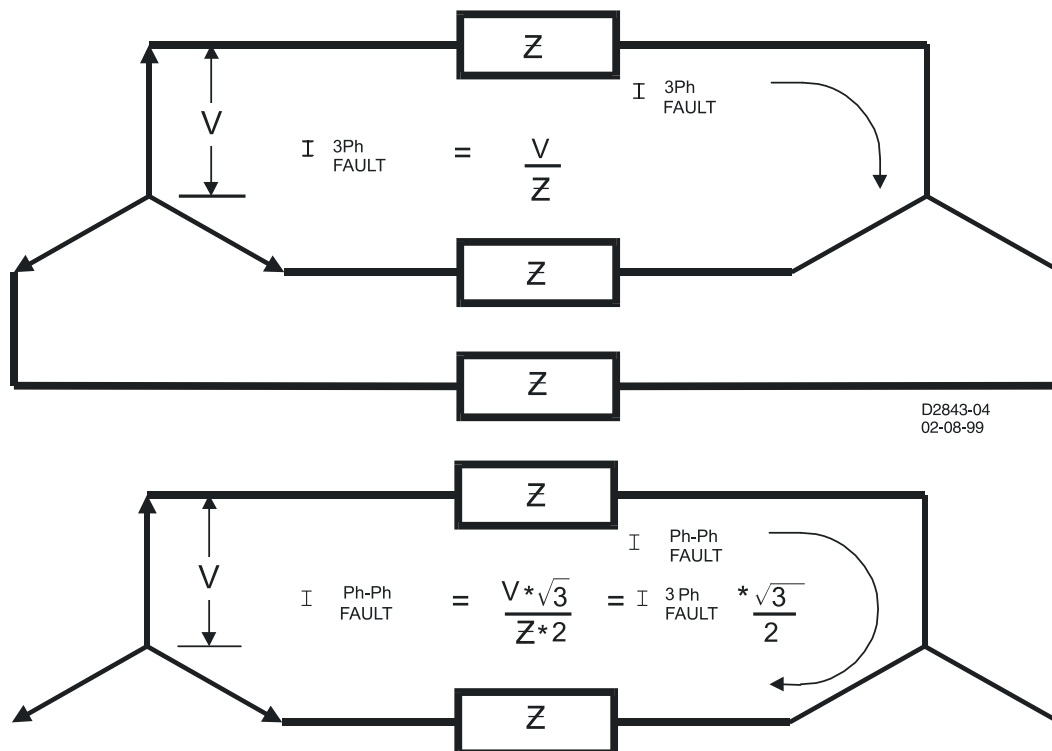 Ƶ
I 3Ph FAULT
V
I 3Ph FAULT = V / Ƶ
Ƶ
Ƶ
D2843-04
02-08-99
Ƶ
I Ph-Ph FAULT
V
I Ph-Ph FAULT = V*√3 / Ƶ*2 = I 3 Ph FAULT * √3 / 2
Ƶ